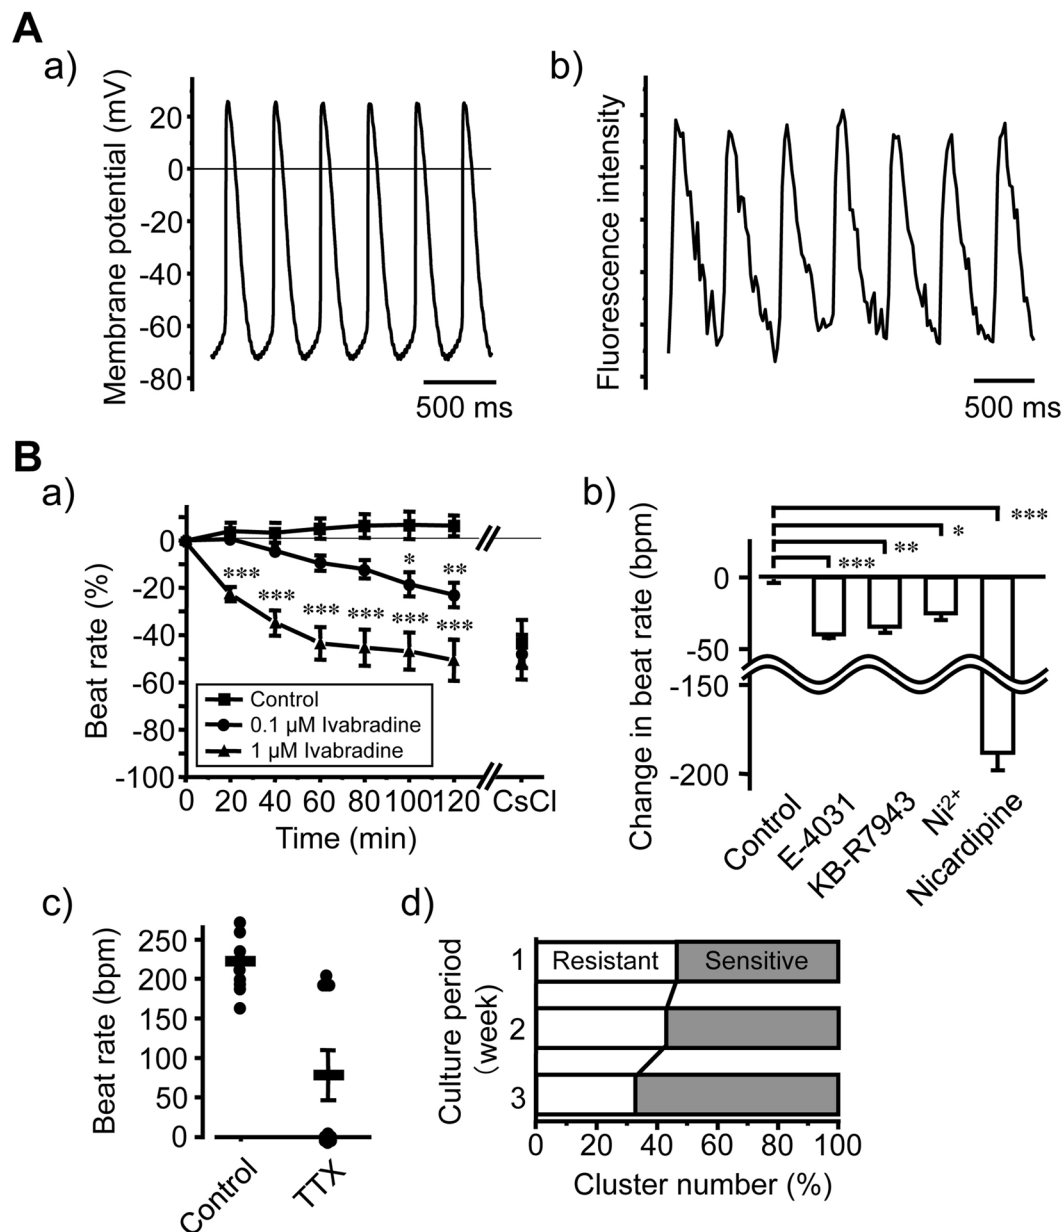 A
a)
Membrane potential (mV)
20
0
-20
-40
-60
-80
500 ms
b)
Fluorescence intensity
500 ms
B
a)
Beat rate (%)
0
-20
-40
-60
-80
-100
***
***
***
***
*
***
**
***
Control
0.1 µM Ivabradine
1 µM Ivabradine
0 20 40 60 80 100 120 CsCl
Time (min)
b)
Change in beat rate (bpm)
0
-50
-150
-200
***
*
**
***
Control
E-4031
KB-R7943
Ni²⁺
Nicardipine
c)
Beat rate (bpm)
250
200
150
100
50
0
Control
TTX
d)
Culture period
(week)
1
2
3
Resistant Sensitive
0 20 40 60 80 100
Cluster number (%)